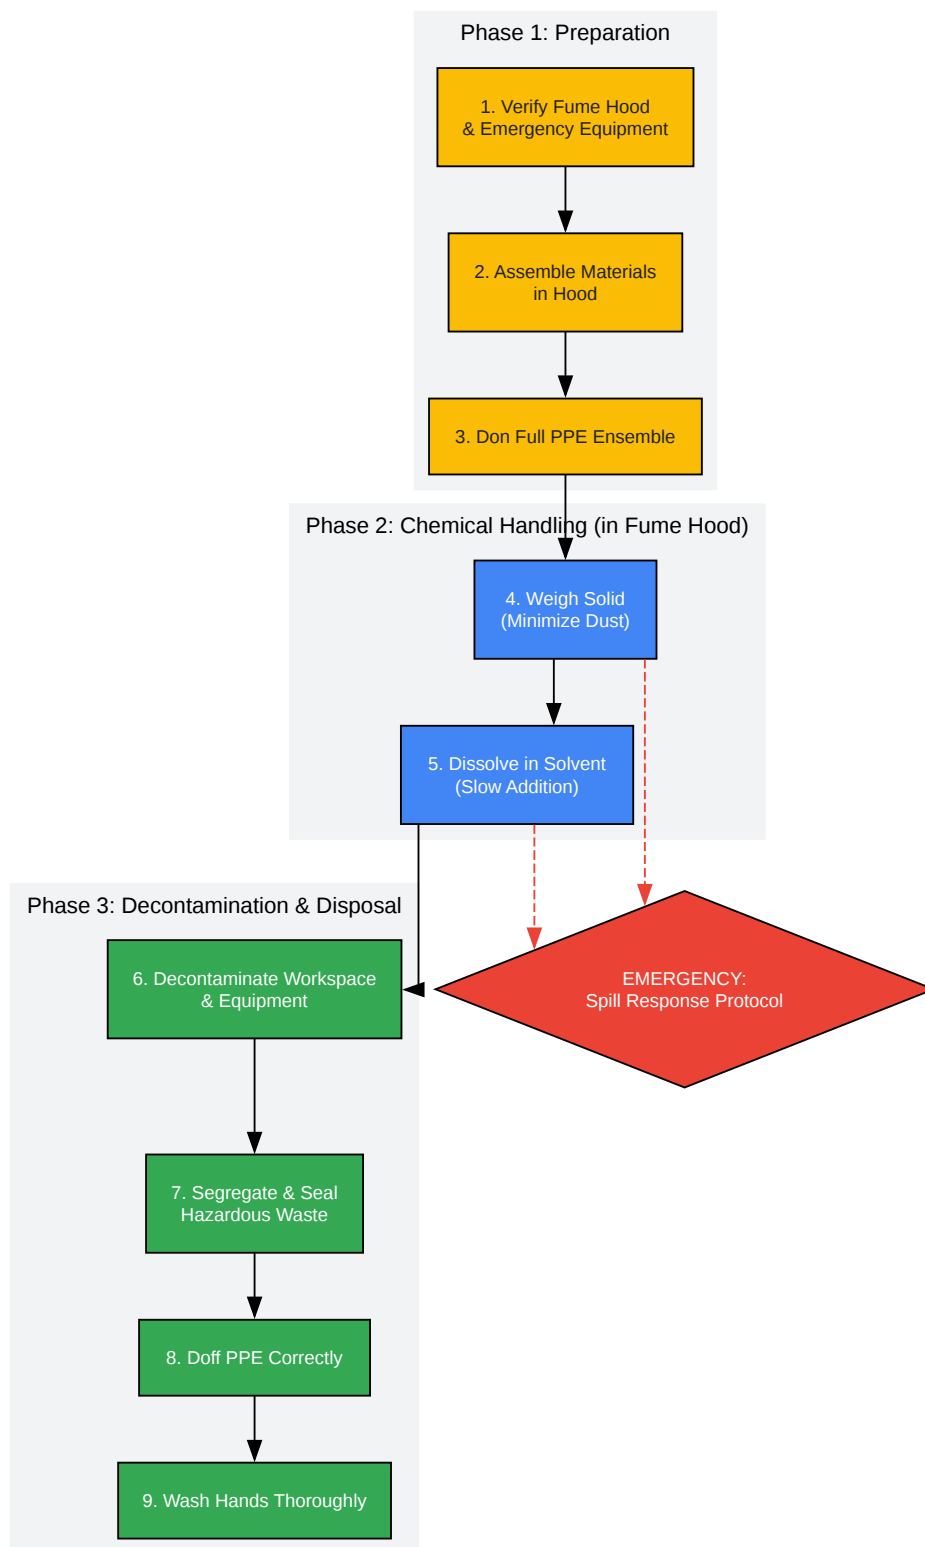 Phase 1: Preparation
1. Verify Fume Hood
& Emergency Equipment
2. Assemble Materials
in Hood
3. Don Full PPE Ensemble
Phase 2: Chemical Handling (in Fume Hood)
4. Weigh Solid
(Minimize Dust)
5. Dissolve in Solvent
(Slow Addition)
Phase 3: Decontamination & Disposal
6. Decontaminate Workspace
& Equipment
EMERGENCY:
Spill Response Protocol
7. Segregate & Seal
Hazardous Waste
8. Doff PPE Correctly
9. Wash Hands Thoroughly